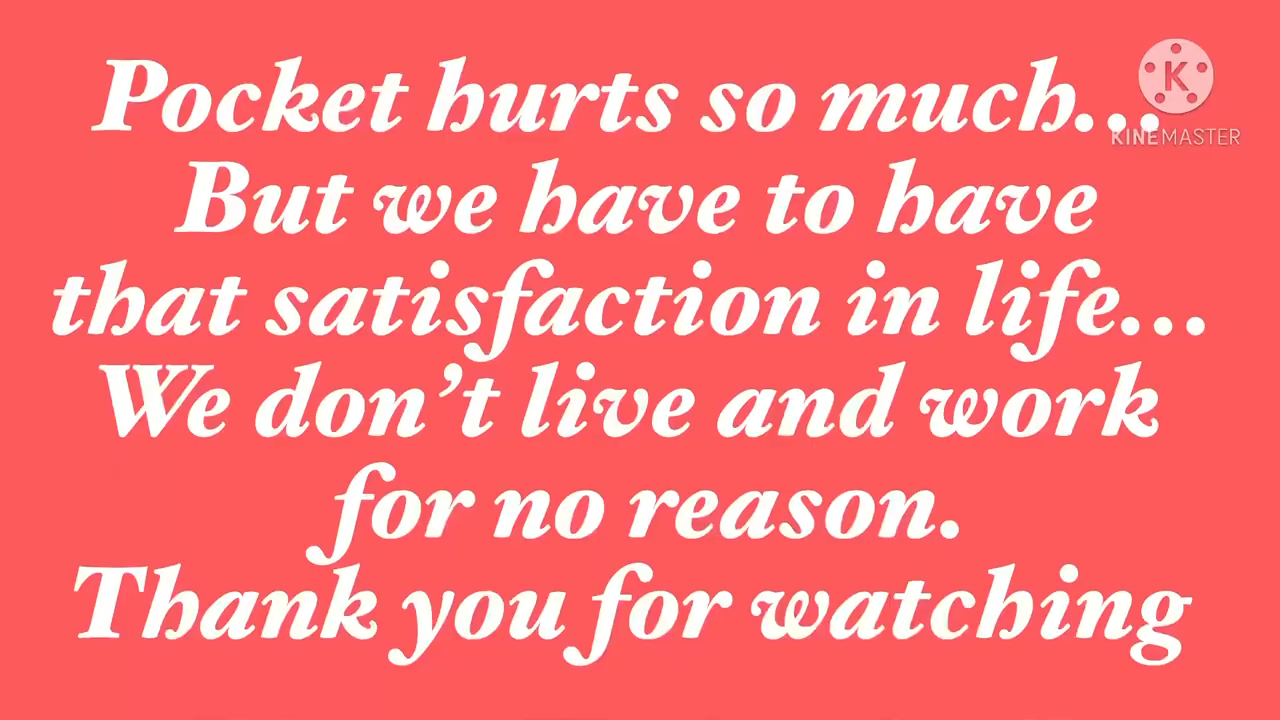 Pocket hurts so much...
KINEMASTER
But we have to have
that satisfaction in life...
We don't live and work
for no reason.
Thank you for watching